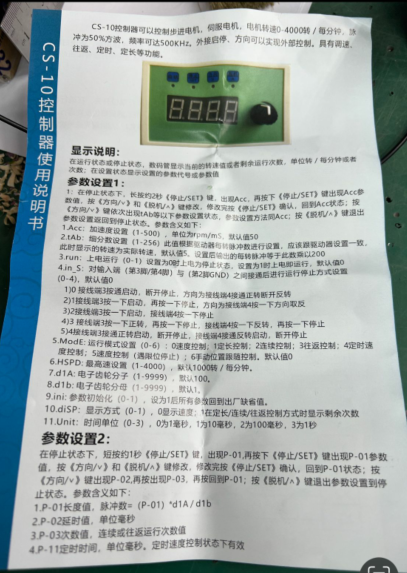 CS-10控制器使用说明书
CS-10控制器可以控制步进电机，伺服电机，电机转速0-4000转/每分钟，脉
冲为50%方波，频率可达500KHz。外接启停、方向可以实现外部控制。具有调速、
往返、定时、定长等功能。
8.8.8.8.
显示说明：
在运行状态或停止状态，数码管显示当前的转速值或者剩余运行次数，单位转/每分钟或者
次数；在设置状态显示设置的参数代号或参数值
参数设置1：
1：在停止状态下，长按约2秒《停止/SET》键，出现Acc，再按下《停止/SET》键出现Acc参
数值，按《方向/∨》和《脱机/∧》键修改，修改完按《停止/SET》确认，回到Acc状态；按
《方向/∨》键依次出现tAb等以下参数设置状态，参数设置方法同Acc；按《脱机/∧》键退出
参数设置返回到停止状态。参数含义如下：
1.Acc: 加速度设置（1-500），单位为rpm/mS，默认值50
2.tAb: 细分数设置（1-256）此值根据驱动器每转脉冲数进行设置，应该跟驱动器设置一致，
此时显示的转速为实际转速，默认值5，设置后输出的每转脉冲等于此数乘以200
3.run: 上电运行（0-1）设置为0时上电为停止状态，设置为1时上电即运行，默认0
4.in_S: 对输入端（第3脚/第4脚）与（第2脚GND）之间接通后进行运行停止方式设置
（0-4），默认值0
1)0 接线端3按通启动，断开停止，方向为接线端4接通正转断开反转
2)1接线端3按一下启动，再按一下停止，方向为接线端4按一下方向取反
3)2接线端3按一下启动，接线端4按一下停止
4)3 接线端3按一下正转，再按一下停止，接线端4按一下反转，再按一下停止
5)4接线端3接通正转启动，断开停止，接线端4接通反转启动，断开停止
5.ModE: 运行模式设置（0-6）：0速度控制；1定长控制；2连续控制；3往返控制；4定时速
度控制；5速度控制（遇限位停止）；6手动位置跟随控制。默认值0
6.HSPD: 最高速设置（1-4000），默认1000转/每分钟。
7.d1A: 电子齿轮分子（1-9999），默认100。
8.d1b: 电子齿轮分母（1-9999），默认1。
9.ini: 参数初始化（0-1），设为1后所有参数回到出厂缺省值。
10.diSP: 显示方式（0-1），0显示速度；1在定长/连续/往返控制方式时显示剩余次数
11.Unit: 时间单位（0-3），0为1毫秒，1为10毫秒，2为100毫秒，3为1秒
参数设置2：
在停止状态下，短按约1秒《停止/SET》键，出现P-01，再按下《停止/SET》键出现P-01参数
值，按《方向/∨》和《脱机/∧》键修改，修改完按《停止/SET》确认，回到P-01状态；按
《方向/∨》键出现P-02，再按出现P-03，再按回到P-01；按《脱机/∧》键退出参数设置到停
止状态。参数含义如下：
1.P-01长度值，脉冲数=（P-01）*d1A / d1b
2.P-02延时值，单位毫秒
3.P-03次数值，连续或往返运行次数值
4.P-11定时时间，单位毫秒。定时速度控制状态下有效